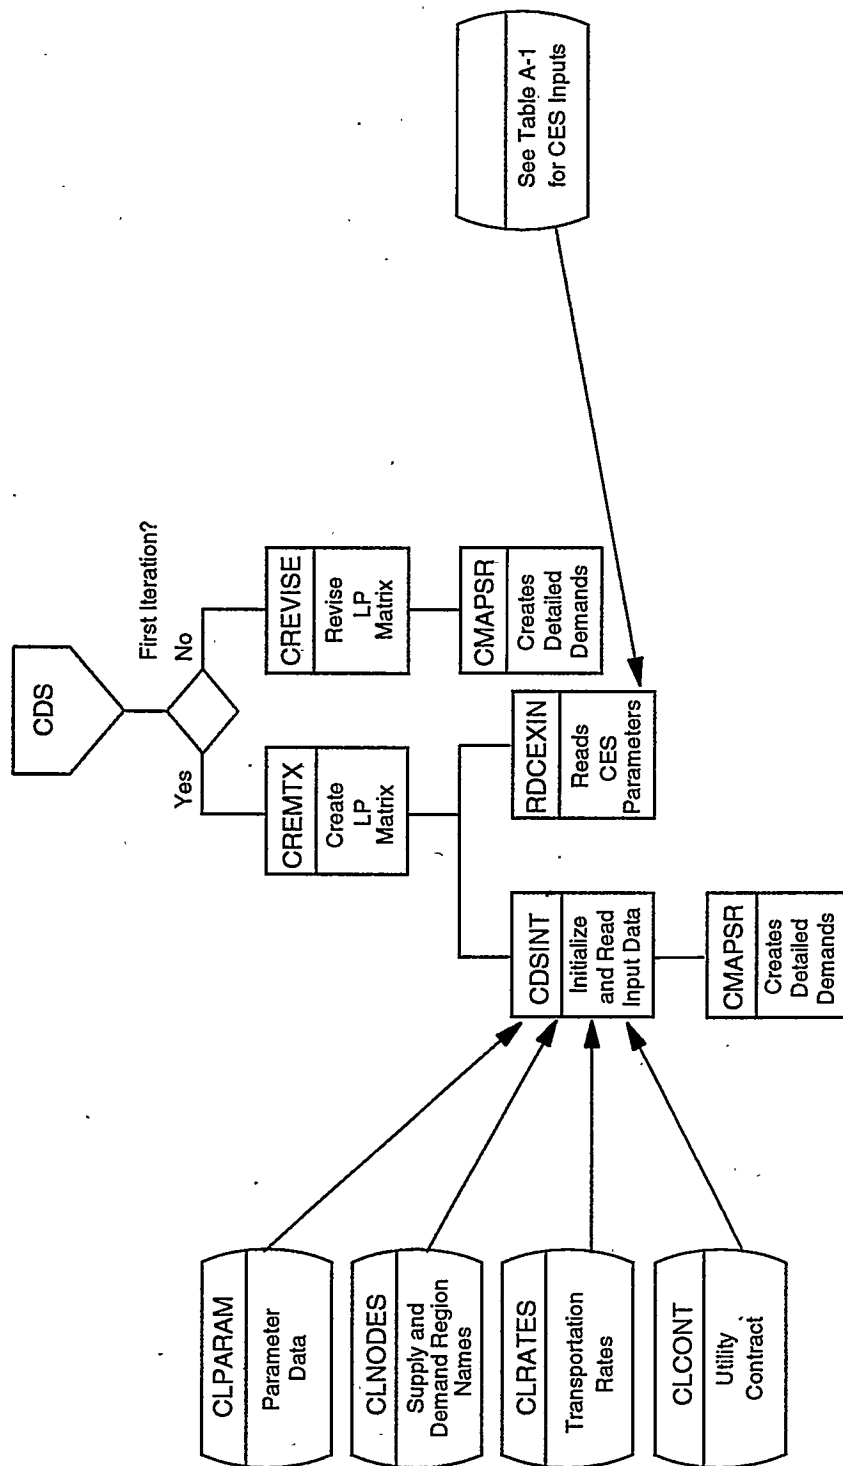 CDS
First Iteration?
Yes
No
CREMTX
Create
LP
Matrix
CREVISE
Revise
LP
Matrix
CMAPSR
Creates
Detailed
Demands
CDSINT
Initialize
and Read
Input Data
RDCEXIN
Reads
CES
Parameters
CMAPSR
Creates
Detailed
Demands
CLPARAM
Parameter
Data
CLNODES
Supply and
Demand Region
Names
CLRATES
Transportation
Rates
CLCONT
Utility
Contract
See Table A-1
for CES Inputs